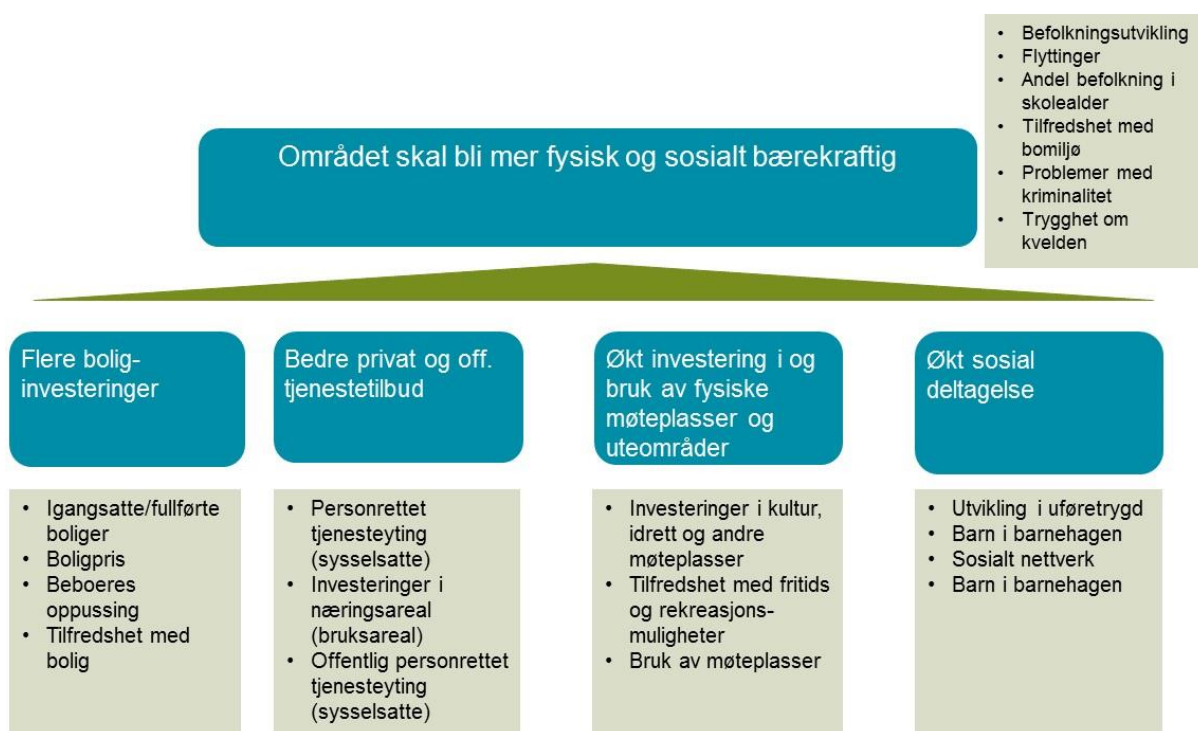 • Befolkningsutvikling
• Flyttinger
• Andel befolkning i
skolealder
• Tilfredshet med
bomiljø
• Problemer med
kriminalitet
• Trygghet om
kvelden
Området skal bli mer fysisk og sosialt bærekraftig
Flere bolig-
investeringer
• Igangsatte/fullførte
boliger
• Boligpris
• Beboeres
oppussing
• Tilfredshet med
bolig
Bedre privat og off.
tjenestetilbud
• Personrettet
tjenesteyting
(sysselsatte)
• Investeringer i
næringsareal
(bruksareal)
• Offentlig personrettet
tjenesteyting
(sysselsatte)
Økt investering i og
bruk av fysiske
møteplasser og
uteområder
• Investeringer i kultur,
idrett og andre
møteplasser
• Tilfredshet med fritids
og rekreasjons-
muligheter
• Bruk av møteplasser
Økt sosial
deltagelse
• Utvikling i uføretrygd
• Barn i barnehagen
• Sosialt nettverk
• Barn i barnehagen